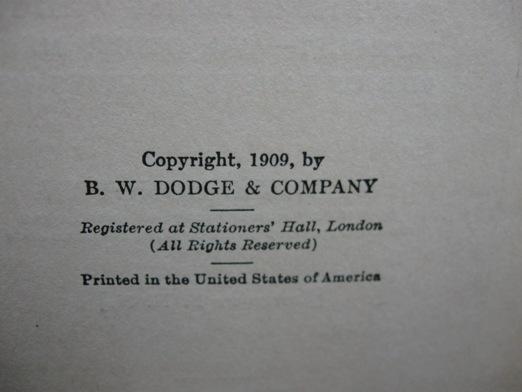 Copyright, 1909, by
B. W. DODGE & COMPANY
Registered at Stationers' Hall, London
(All Rights Reserved)
Printed in the United States of America